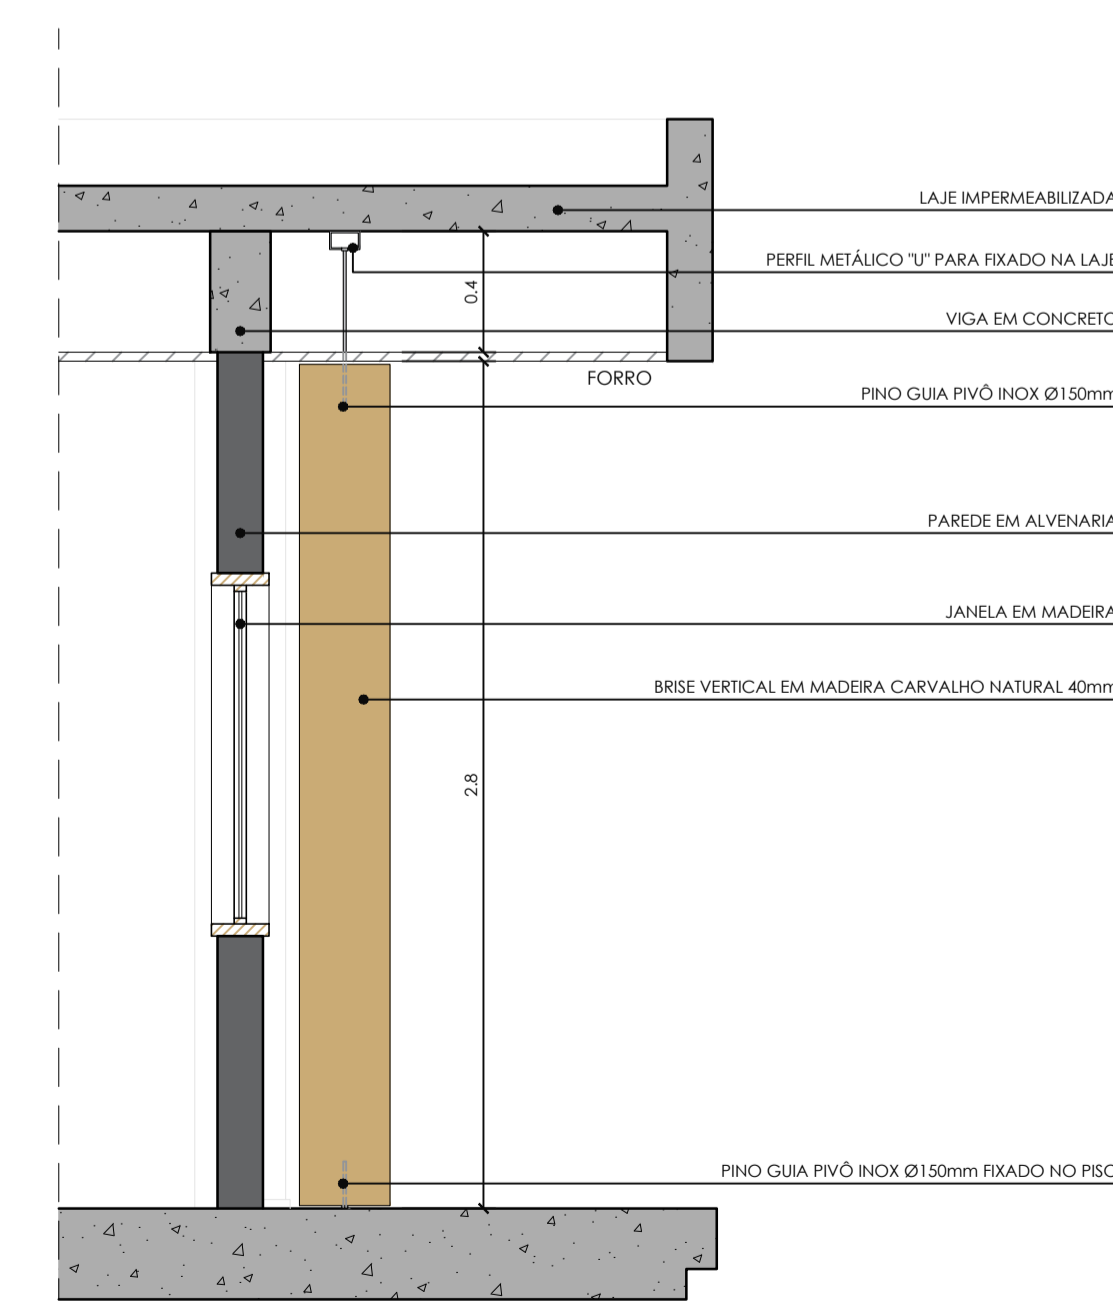 LAJE IMPERMEABILIZADA
PERFIL METÁLICO "U" PARA FIXADO NA LAJE
0.4
VIGA EM CONCRETO
FORRO
PINO GUIA PIVÔ INOX Ø150mm
PAREDE EM ALVENARIA
JANELA EM MADEIRA
BRISE VERTICAL EM MADEIRA CARVALHO NATURAL 40mm
2.8
PINO GUIA PIVÔ INOX Ø150mm FIXADO NO PISO